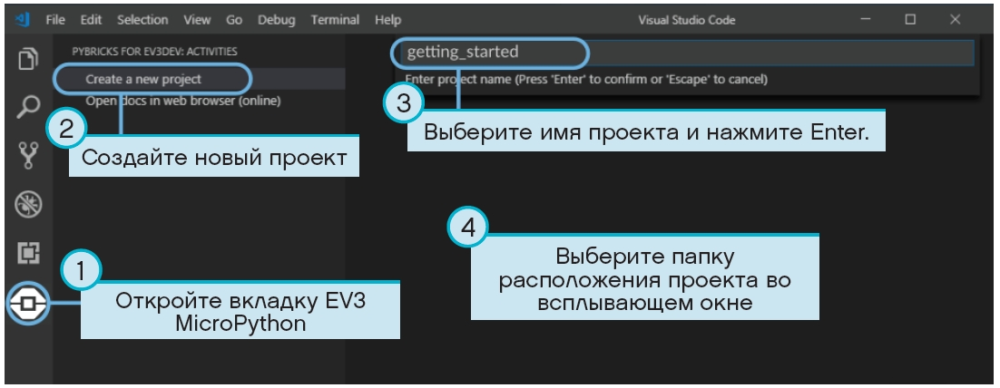 File Edit Selection View Go Debug Terminal Help
Visual Studio Code
PYBRICKS FOR EV3DEV: ACTIVITIES
Create a new project
Open docs in web browser (online)
getting_started
Enter project name (Press 'Enter' to confirm or 'Escape' to cancel)
3
Выберите имя проекта и нажмите Enter.
2
Создайте новый проект
4
Выберите папку
расположения проекта во
всплывающем окне
1
Откройте вкладку EV3
MicroPython